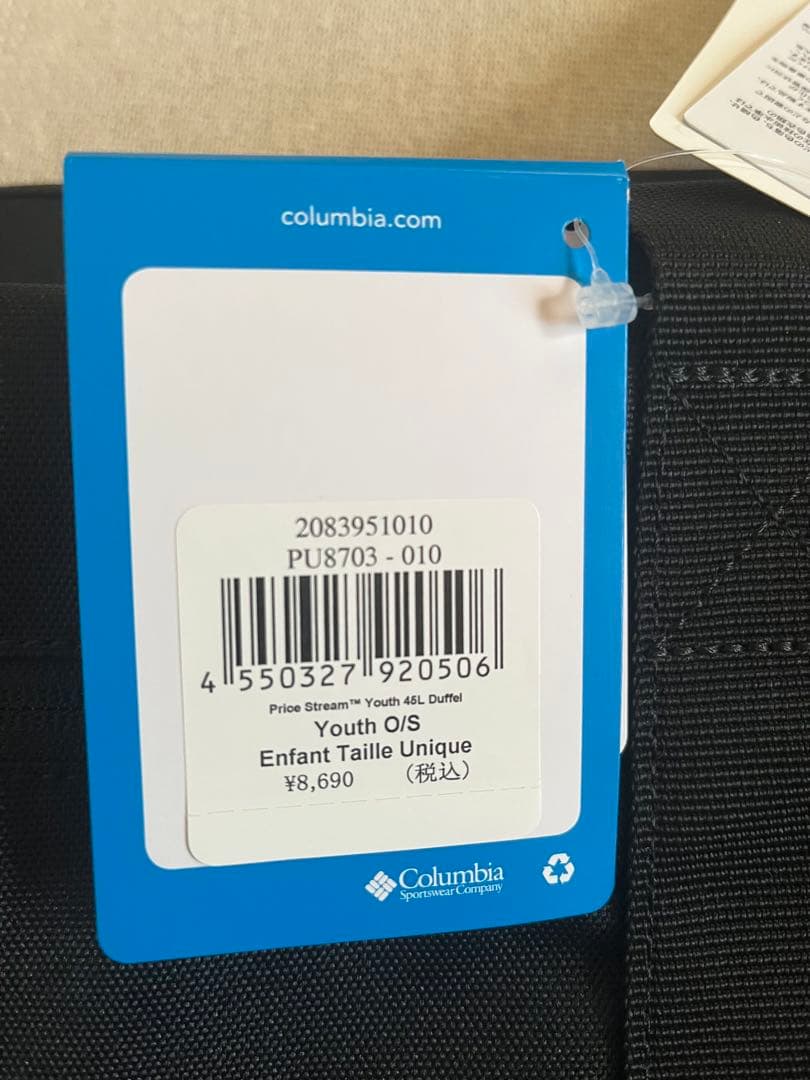 columbia.com
2083951010
PU8703 - 010
4 550327 920506
Price Stream™ Youth 45L Duffel
Youth O/S
Enfant Taille Unique
¥8,690 (税込)
Columbia
Sportswear Company